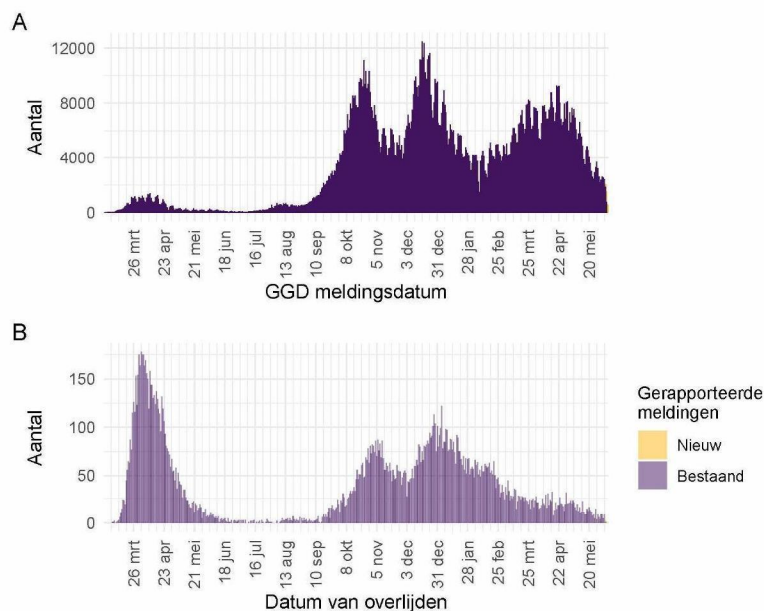 A
12000
8000
4000
0
Aantal
26 mrt
23 apr
21 mei
18 jun
16 jul
13 aug
10 sep
8 okt
5 nov
3 dec
31 dec
28 jan
25 feb
25 mrt
22 apr
20 mei
GGD meldingsdatum
B
150
100
50
0
Aantal
26 mrt
23 apr
21 mei
18 jun
16 jul
13 aug
10 sep
8 okt
5 nov
3 dec
31 dec
28 jan
25 feb
25 mrt
22 apr
20 mei
Datum van overlijden
Gerapporteerde
meldingen
Nieuw
Bestaand